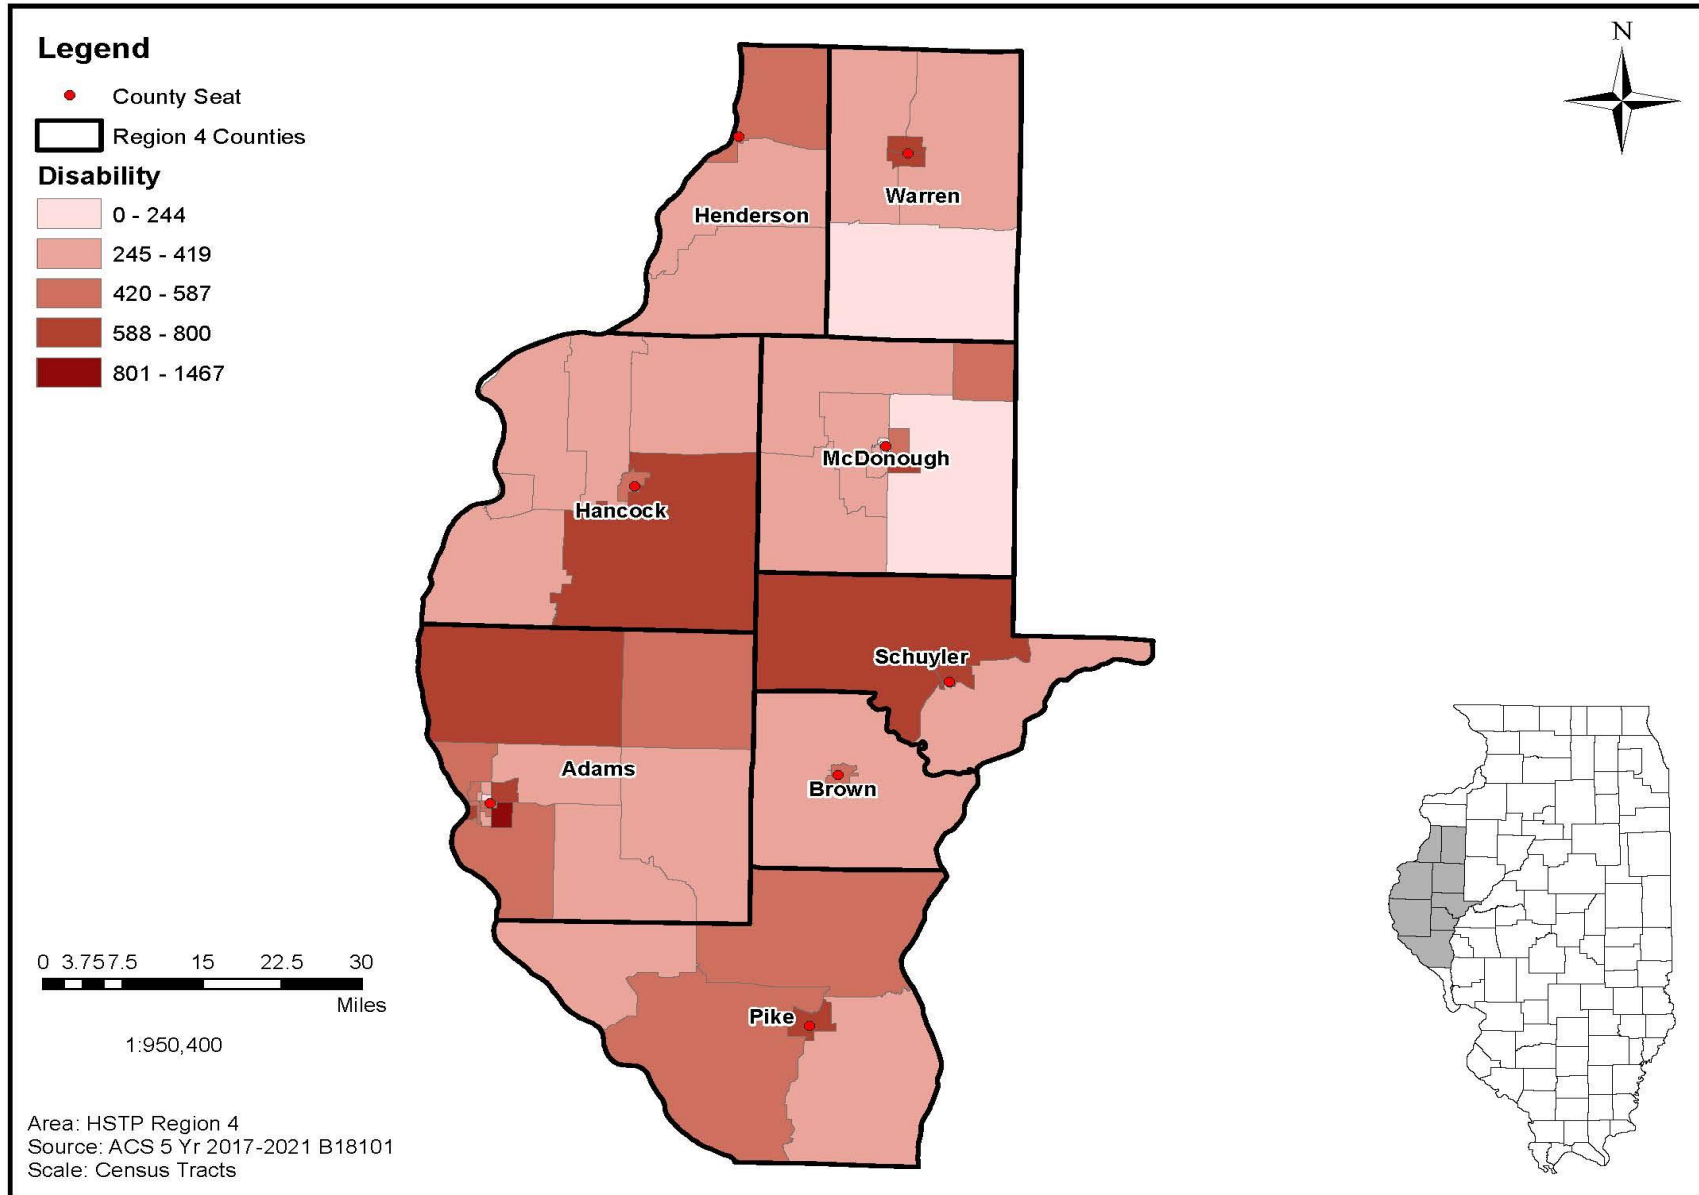 Legend
County Seat
Region 4 Counties
Disability
0 - 244
245 - 419
420 - 587
588 - 800
801 - 1467
N
Warren
Henderson
McDonough
Hancock
Schuyler
Adams
Brown
Pike
0 3.75 7.5 15 22.5 30
Miles
1:950,400
Area: HSTP Region 4
Source: ACS 5 Yr 2017-2021 B18101
Scale: Census Tracts